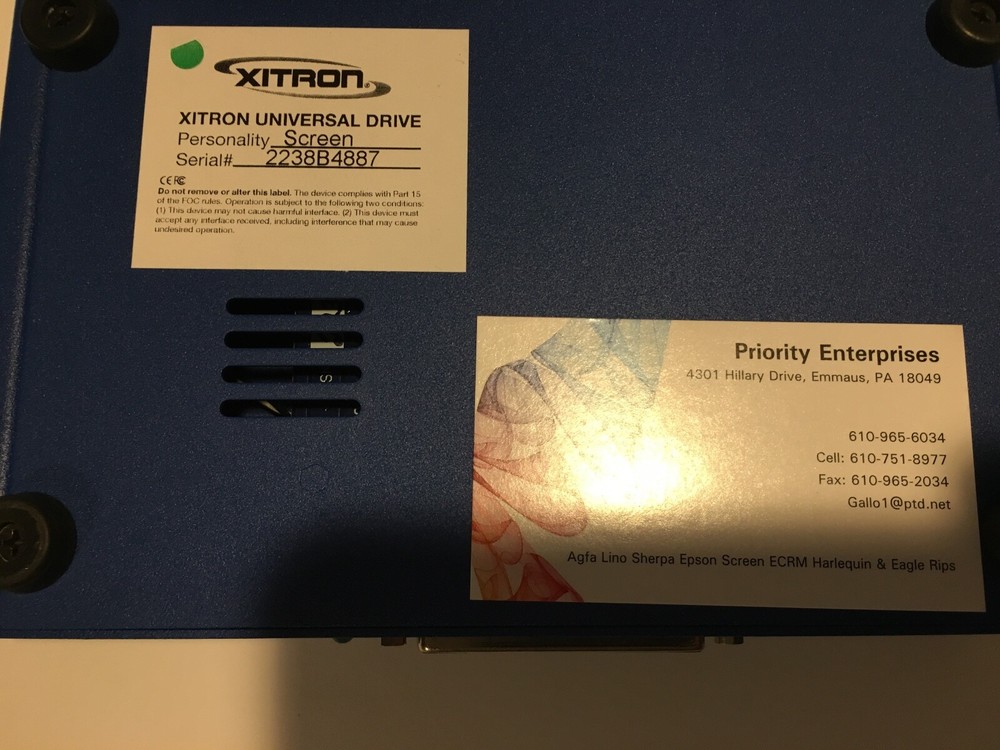 XITRON
XITRON UNIVERSAL DRIVE
Personality Screen
Serial# 2238B4887
CE FC
Do not remove or alter this label. The device complies with Part 15
of the FOC rules. Operation is subject to the following two conditions:
(1) This device may not cause harmful interface. (2) This device must
accept any interface received, including interference that may cause
undesired operation.
S
Priority Enterprises
4301 Hillary Drive, Emmaus, PA 18049
610-965-6034
Cell: 610-751-8977
Fax: 610-965-2034
Gallo1@ptd.net
Agfa Lino Sherpa Epson Screen ECRM Harlequin & Eagle Rips